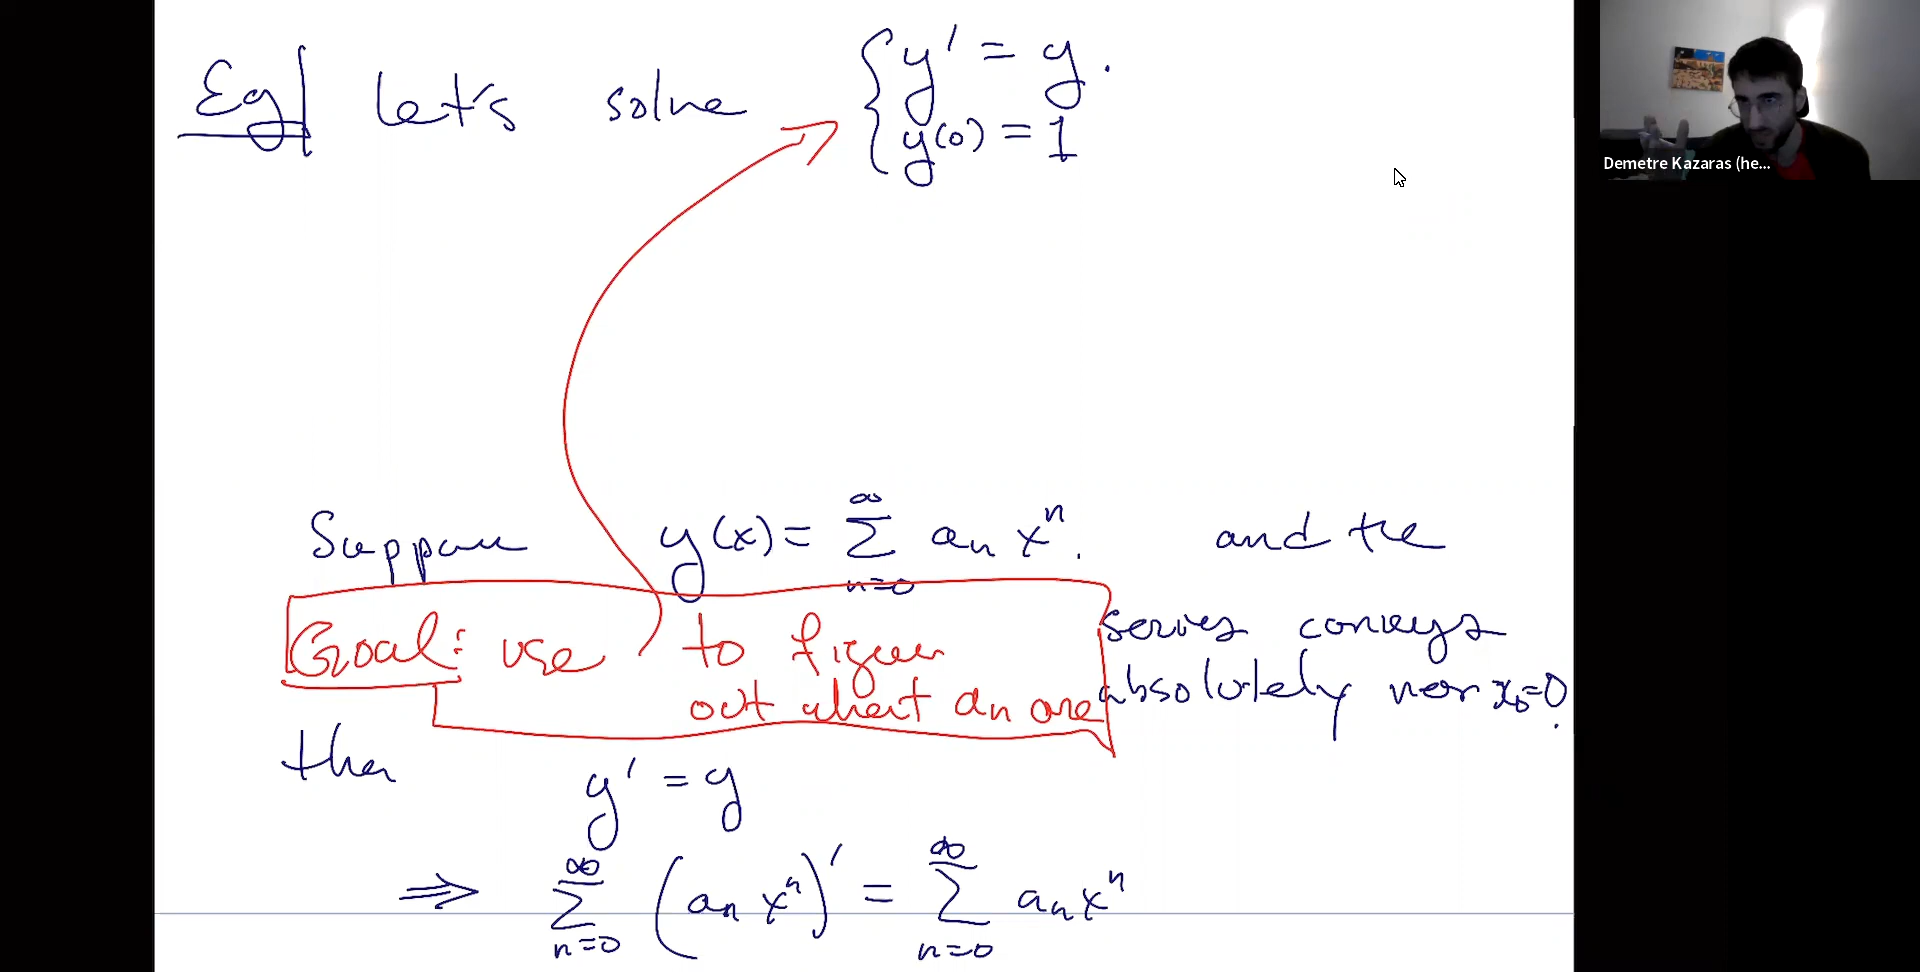 Eg| Let's solve { y' = y.
y(0) = 1
Demetre Kazaras (he...
Suppose y(x) = ∑_{n=0}^{∞} a_n x^n. and the
series converges
absolutely near x_0=0.
Goal: use to figure
out what a_n are
then y' = y
⇒ ∑_{n=0}^{∞} (a_n x^n)' = ∑_{n=0}^{∞} a_n x^n